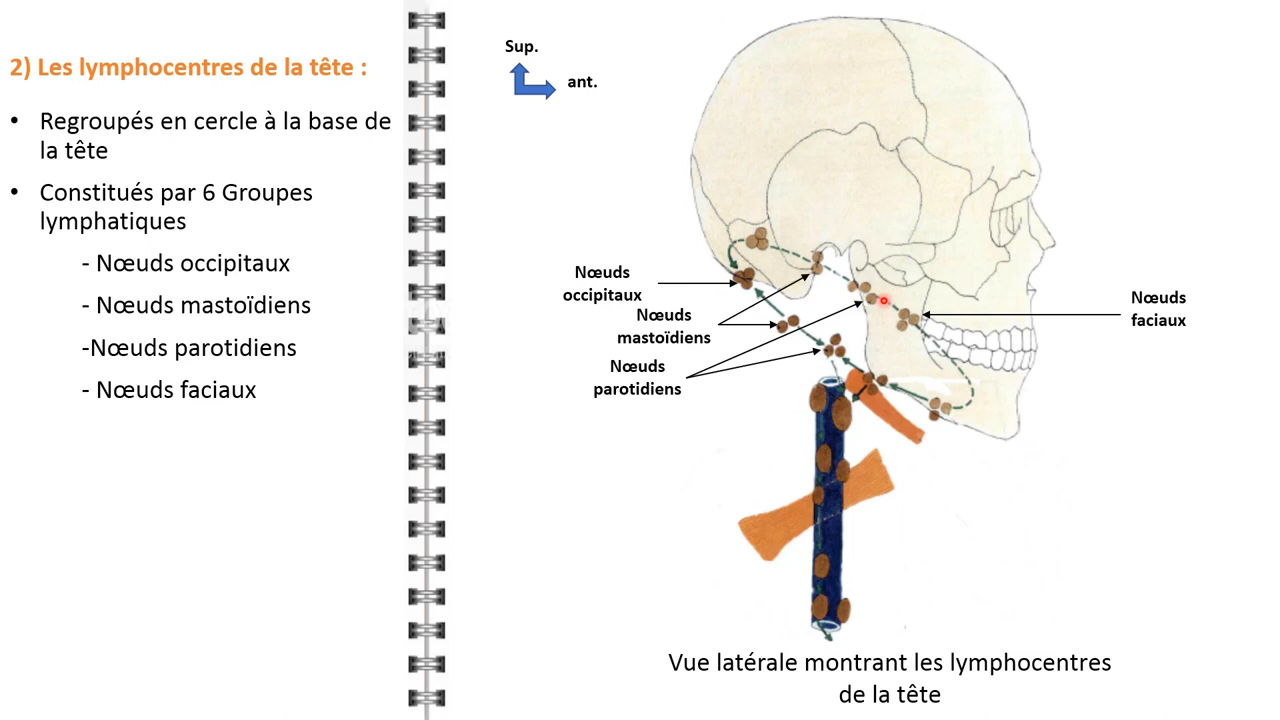 2) Les lymphocentres de la tête :
• Regroupés en cercle à la base de
la tête
• Constitués par 6 Groupes
lymphatiques
- Nœuds occipitaux
- Nœuds mastoïdiens
-Nœuds parotidiens
- Nœuds faciaux
Sup.
ant.
Nœuds
occipitaux
Nœuds
mastoïdiens
Nœuds
parotidiens
Nœuds
faciaux
Vue latérale montrant les lymphocentres
de la tête